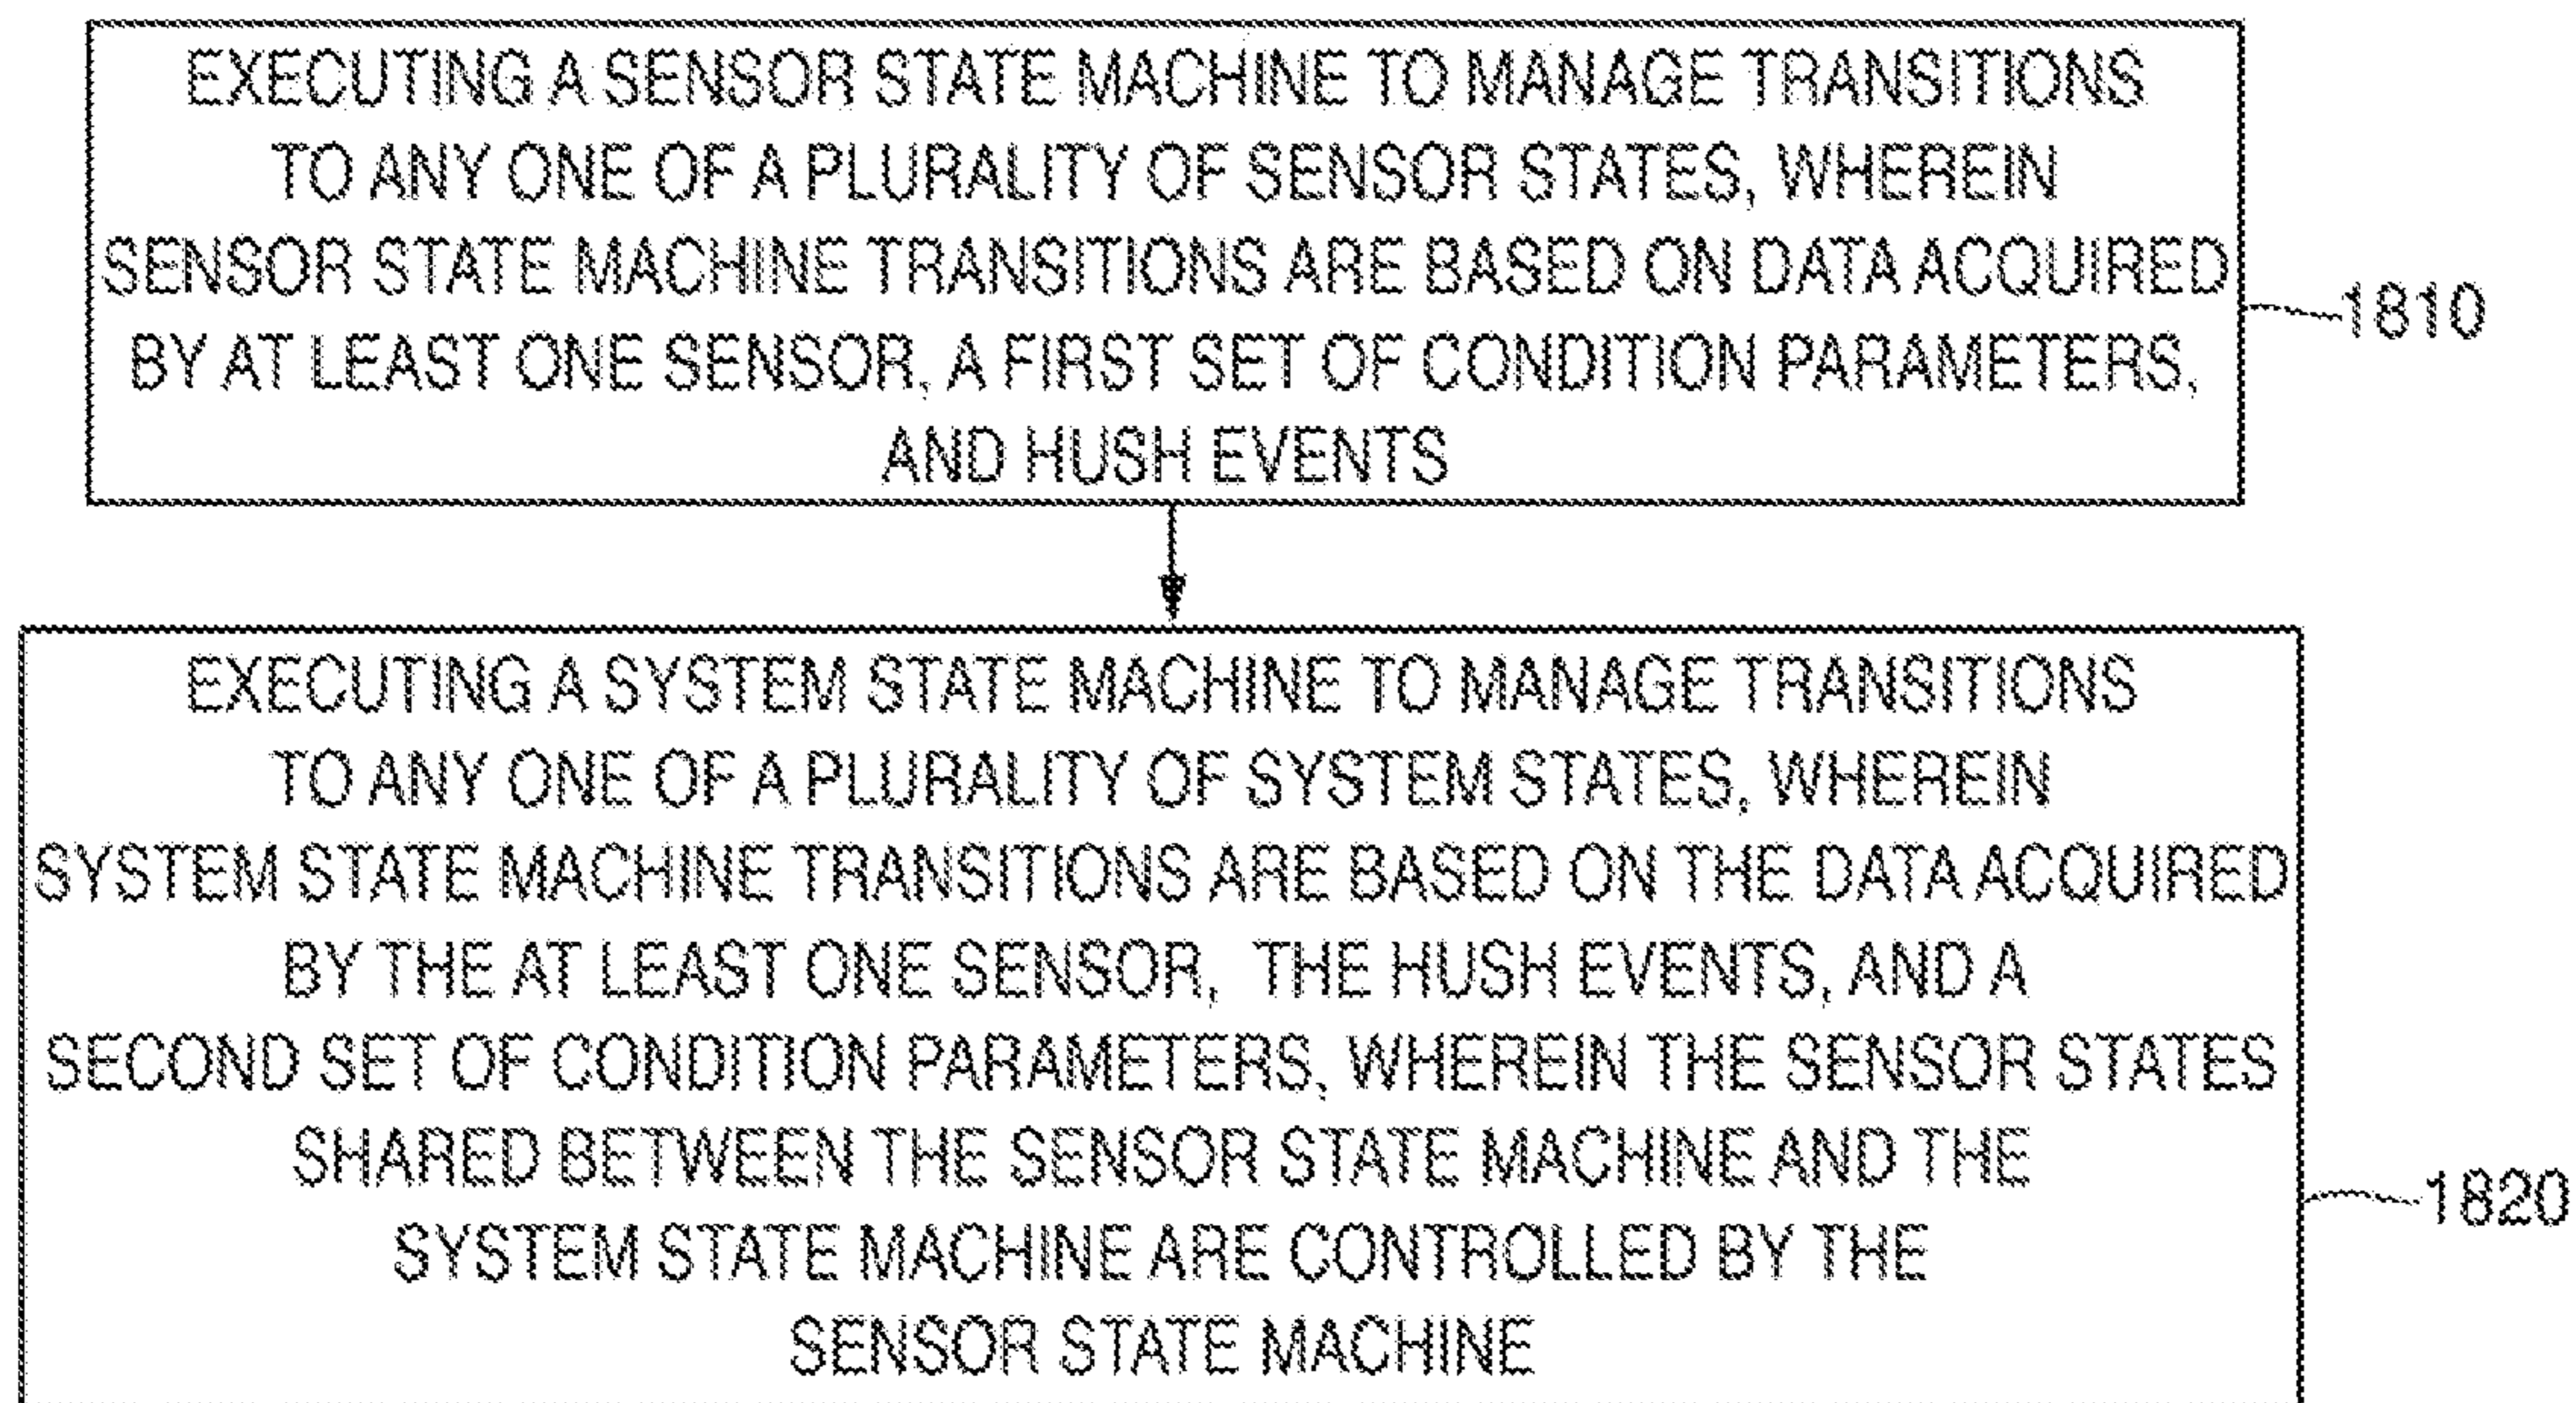 EXECUTING A SENSOR STATE MACHINE TO MANAGE TRANSITIONS
TO ANY ONE OF A PLURALITY OF SENSOR STATES, WHEREIN
SENSOR STATE MACHINE TRANSITIONS ARE BASED ON DATA ACQUIRED
BY AT LEAST ONE SENSOR, A FIRST SET OF CONDITION PARAMETERS,
AND HUSH EVENTS
1810
EXECUTING A SYSTEM STATE MACHINE TO MANAGE TRANSITIONS
TO ANY ONE OF A PLURALITY OF SYSTEM STATES, WHEREIN
SYSTEM STATE MACHINE TRANSITIONS ARE BASED ON THE DATA ACQUIRED
BY THE AT LEAST ONE SENSOR, THE HUSH EVENTS, AND A
SECOND SET OF CONDITION PARAMETERS, WHEREIN THE SENSOR STATES
SHARED BETWEEN THE SENSOR STATE MACHINE AND THE
SYSTEM STATE MACHINE ARE CONTROLLED BY THE
SENSOR STATE MACHINE
1820